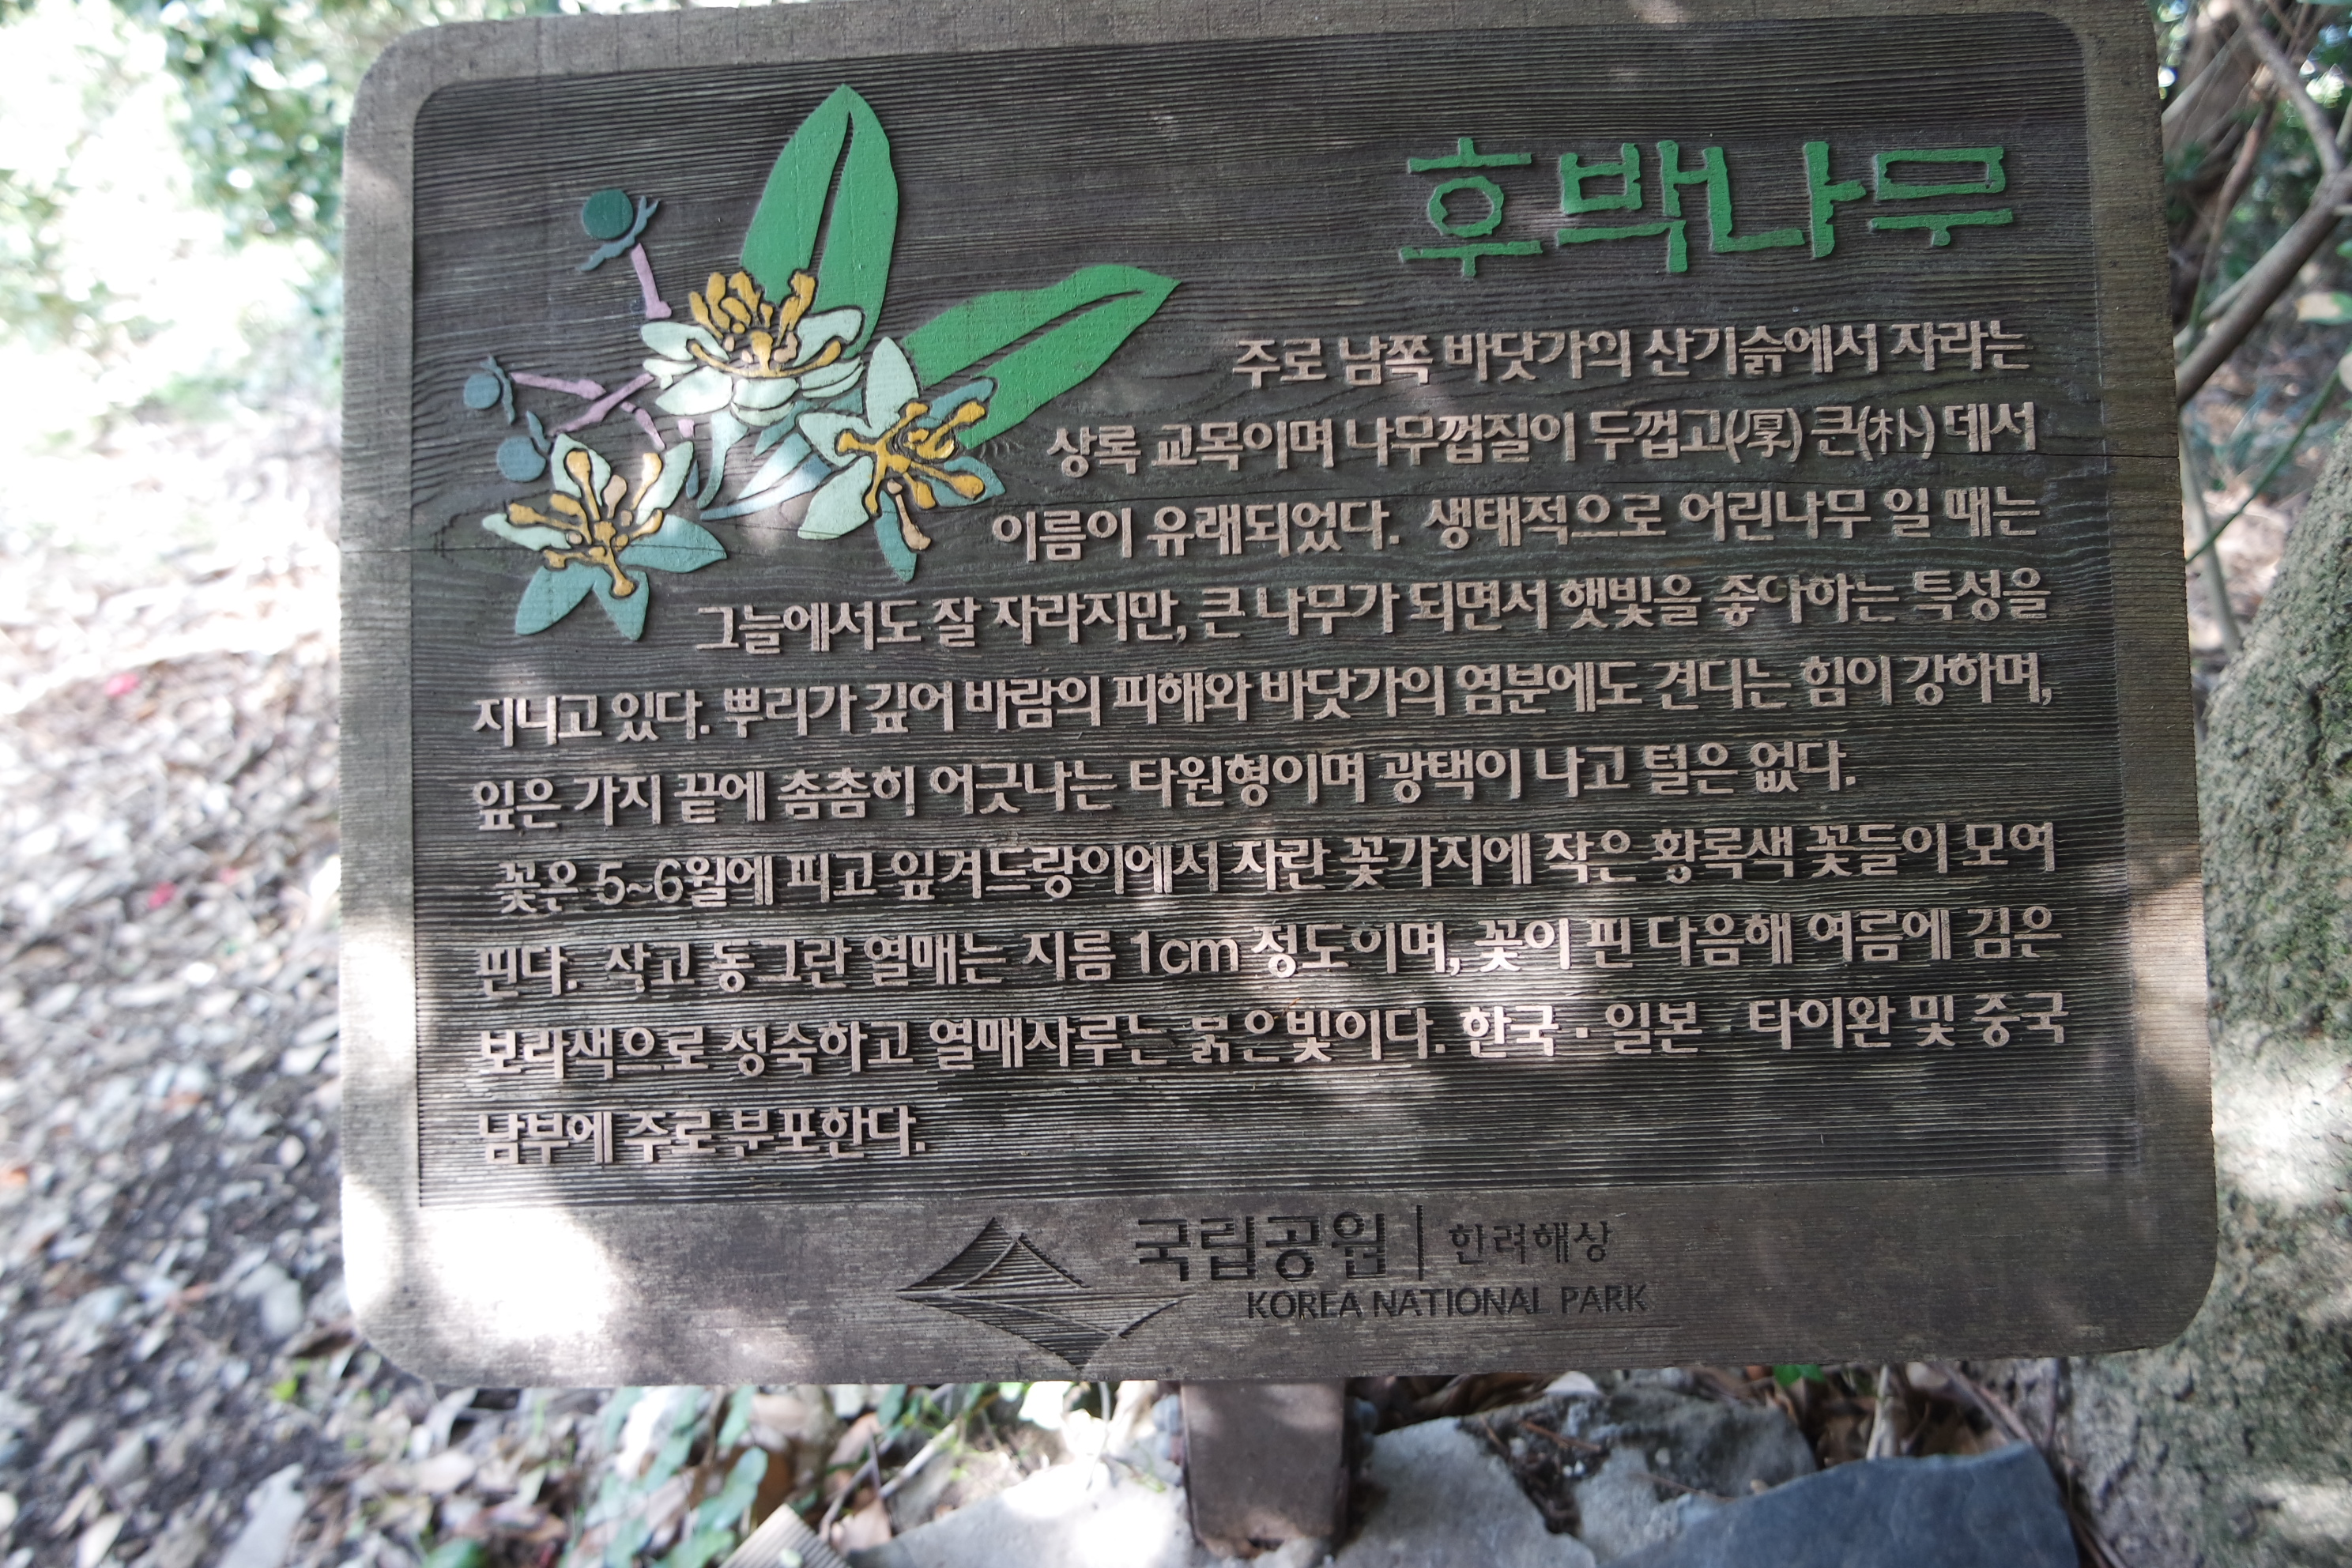 후박나무
주로 남쪽 바닷가의 산기슭에서 자라는
상록 교목이며 나무껍질이 두껍고(厚) 큰(朴) 데서
이름이 유래되었다. 생태적으로 어린나무 일 때는
그늘에서도 잘 자라지만, 큰 나무가 되면서 햇빛을 좋아하는 특성을
지니고 있다. 뿌리가 깊어 바람의 피해와 바닷가의 염분에도 견디는 힘이 강하며,
잎은 가지 끝에 촘촘히 어긋나는 타원형이며 광택이 나고 털은 없다.
꽃은 5~6월에 피고 잎겨드랑이에서 자란 꽃가지에 작은 황록색 꽃들이 모여
핀다. 작고 동그란 열매는 지름 1cm 정도이며, 꽃이 핀 다음해 여름에 검은
보라색으로 성숙하고 열매자루는 붉은빛이다. 한국 · 일본 · 타이완 및 중국
남부에 주로 분포한다.
국립공원 | 한려해상
KOREA NATIONAL PARK